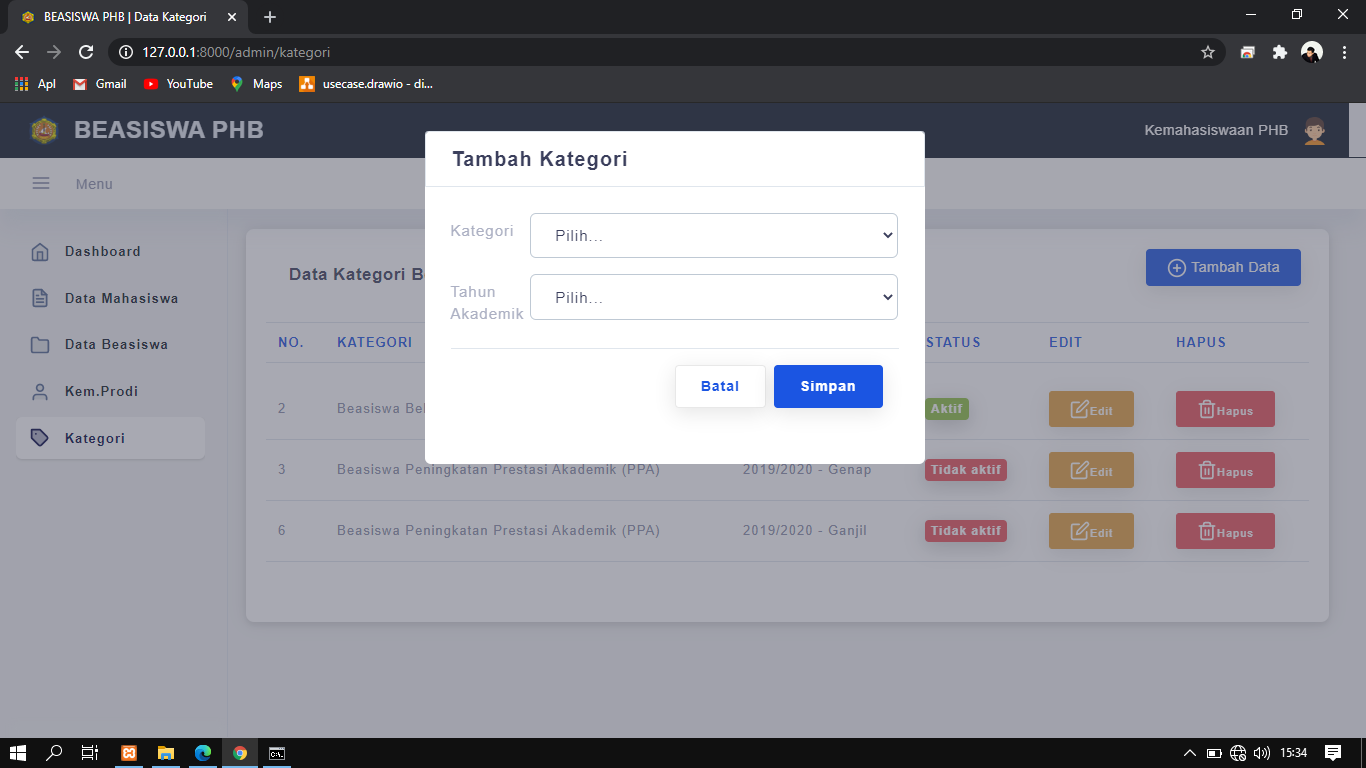 BEASISWA PHB | Data Kategori
127.0.0.1:8000/admin/kategori
Apl Gmail YouTube Maps usecase.drawio - di...
BEASISWA PHB
Kemahasiswaan PHB
Menu
Dashboard
Data Mahasiswa
Data Beasiswa
Kem.Prodi
Kategori
Tambah Kategori
Kategori Pilih...
Tahun Akademik Pilih...
Batal Simpan
Data Kategori B
Tambah Data
NO. KATEGORI STATUS EDIT HAPUS
2 Beasiswa Bel Aktif Edit Hapus
3 Beasiswa Peningkatan Prestasi Akademik (PPA) 2019/2020 - Genap Tidak aktif Edit Hapus
6 Beasiswa Peningkatan Prestasi Akademik (PPA) 2019/2020 - Ganjil Tidak aktif Edit Hapus
15:34